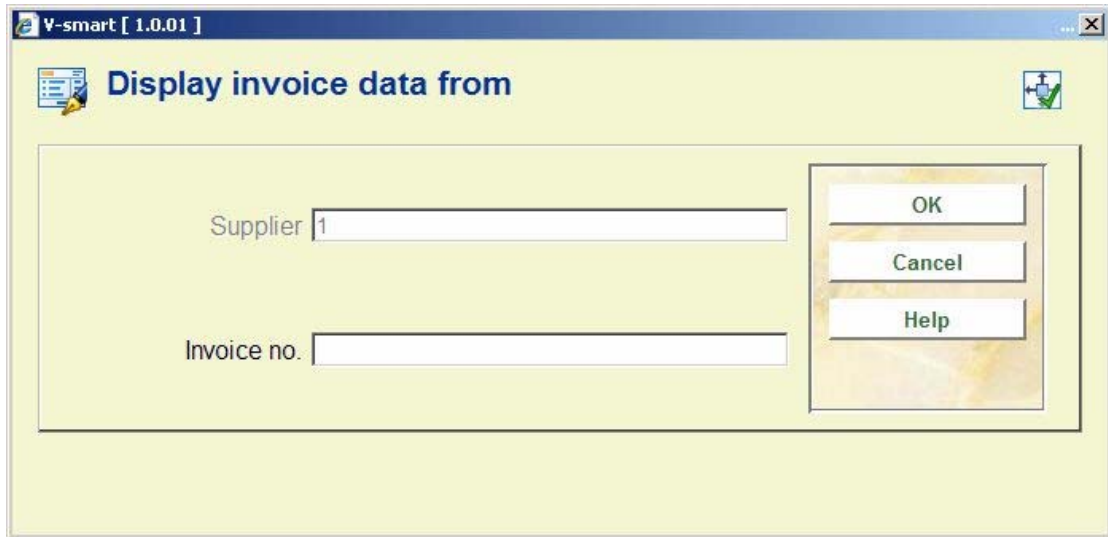 V-smart [ 1.0.01 ]
...
Display invoice data from
Supplier 1
OK
Cancel
Help
Invoice no.